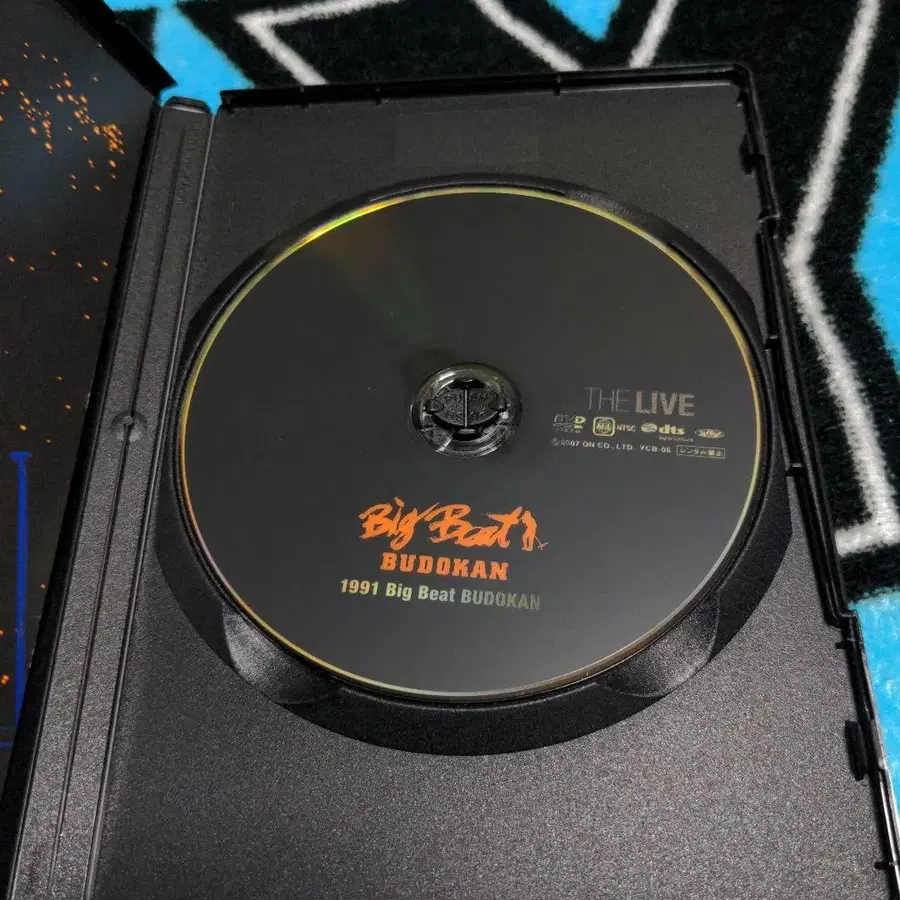 THE LIVE
NTSC dts
© 2007 ON CO., LTD. YCB-06 レンタル禁止
Big Beat
BUDOKAN
1991 Big Beat BUDOKAN